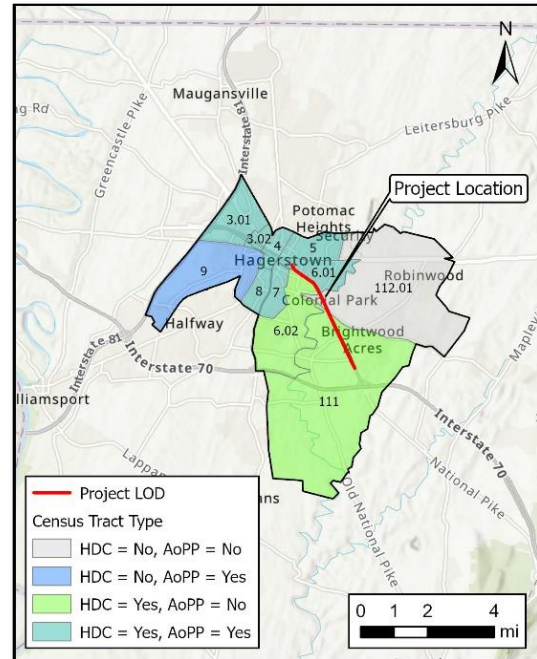 N
Maugansville
Greencastle Pike
Interstate 81
Leitersburg Pike
Project Location
Potomac
Heights
Security
3.01
3.02
4
5
Hagerstown
6.01
Robinwood
112.01
9
8
7
Colonial Park
Halfway
6.02
Brightwood
Acres
Interstate 81
Interstate 70
111
Interstate 70
National Pike
Old National Pike
Lappans
Project LOD
Census Tract Type
HDC = No, AoPP = No
HDC = No, AoPP = Yes
HDC = Yes, AoPP = No
HDC = Yes, AoPP = Yes
0 1 2 4
mi